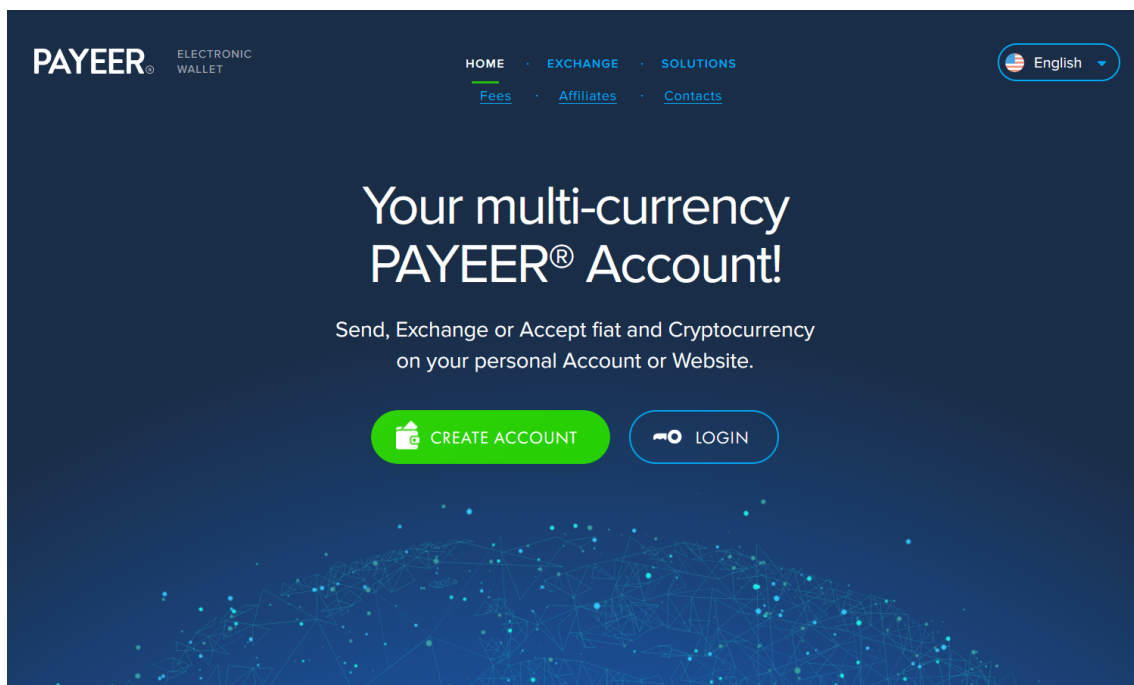 PAYEER® ELECTRONIC
WALLET
HOME · EXCHANGE · SOLUTIONS
Fees · Affiliates · Contacts
English
Your multi-currency
PAYEER® Account!
Send, Exchange or Accept fiat and Cryptocurrency
on your personal Account or Website.
CREATE ACCOUNT
LOGIN